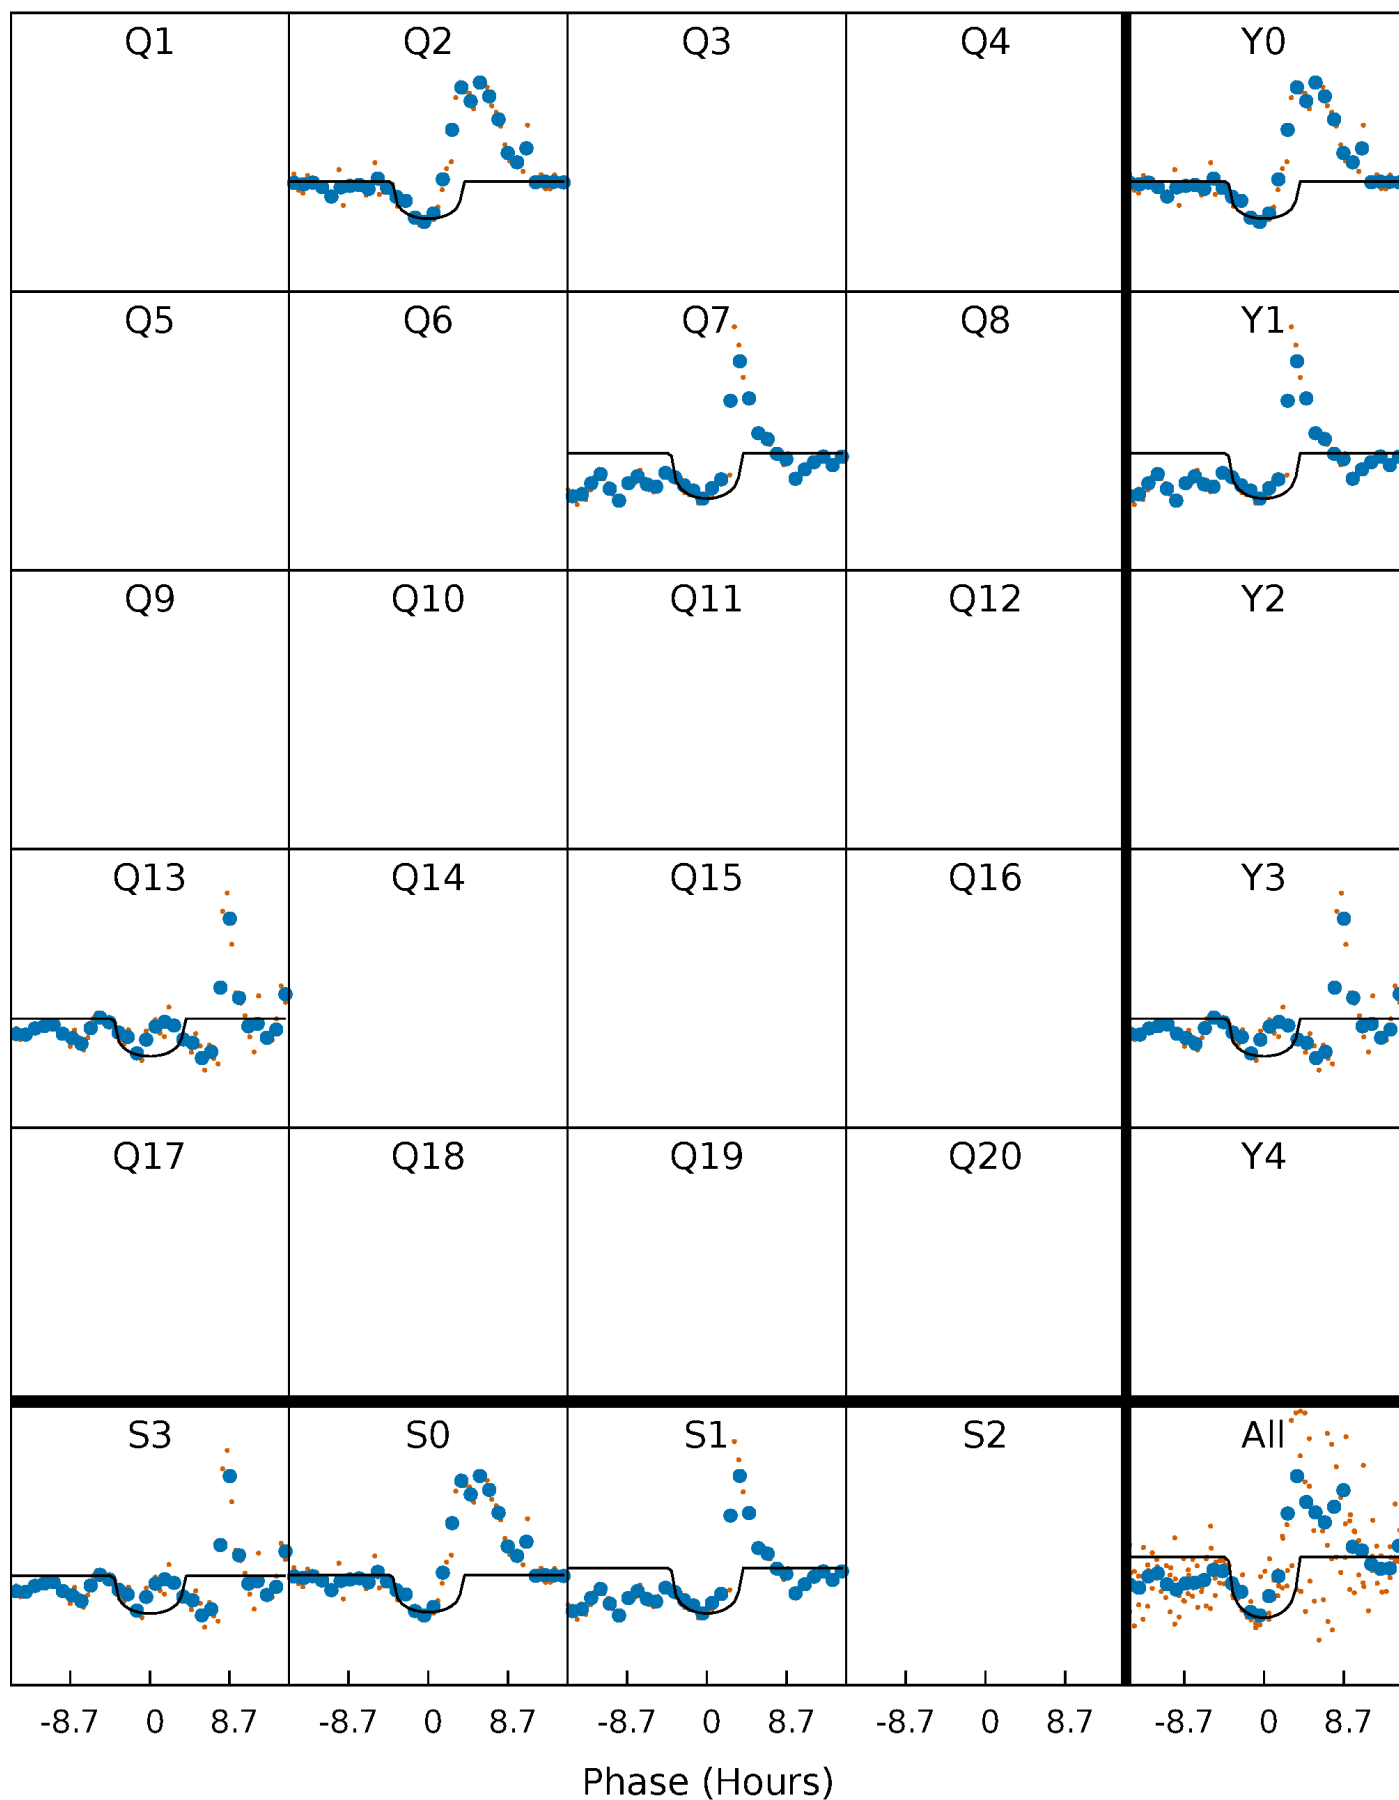 Q1 Q2 Q3 Q4 Y0
Q5 Q6 Q7 Q8 Y1
Q9 Q10 Q11 Q12 Y2
Q13 Q14 Q15 Q16 Y3
Q17 Q18 Q19 Q20 Y4
S3 S0 S1 S2 All
-8.7 0 8.7 -8.7 0 8.7 -8.7 0 8.7 -8.7 0 8.7 -8.7 0 8.7
Phase (Hours)